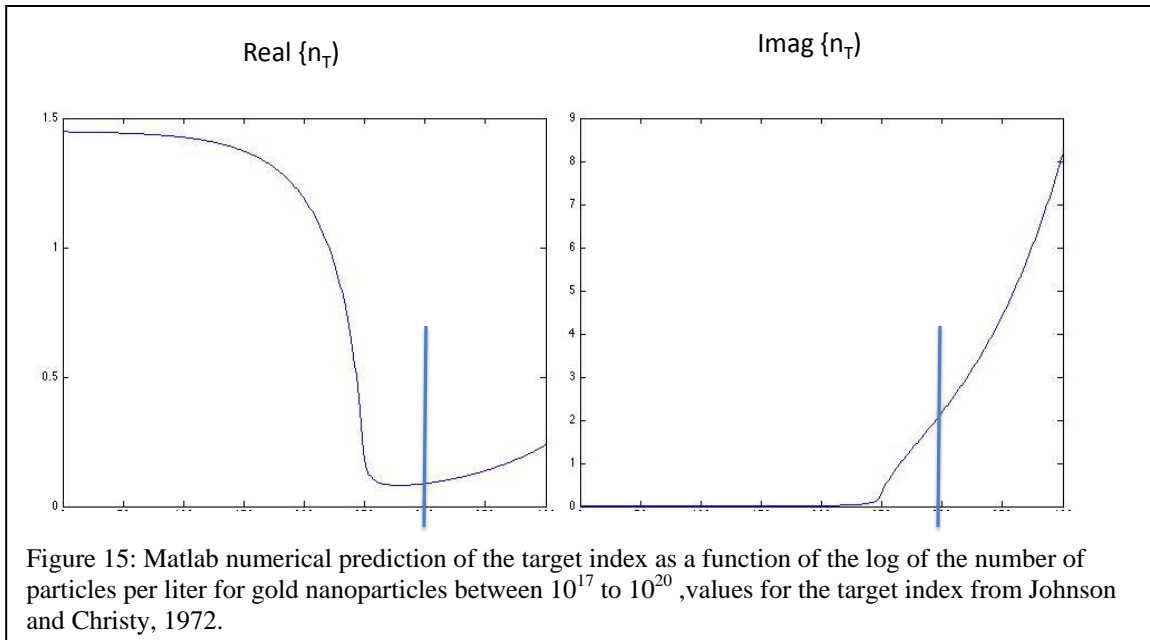 Real {nT)
Imag {nT)
1.5
1
0.5
0
9
8
7
6
5
4
3
2
1
0
Figure 15: Matlab numerical prediction of the target index as a function of the log of the number of
particles per liter for gold nanoparticles between 10^17 to 10^20 ,values for the target index from Johnson
and Christy, 1972.